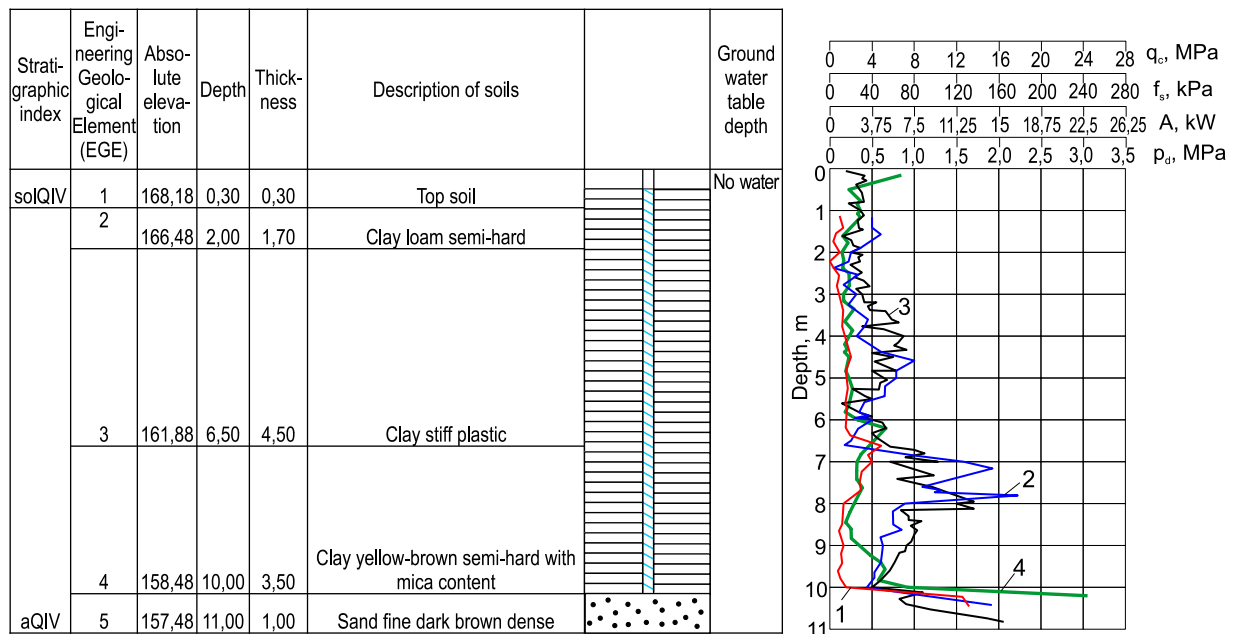 Strati-
graphic
index
Engi-
neering
Geolo-
gical
Element
(EGE)
Abso-
lute
eleva-
tion
Depth
Thick-
ness
Description of soils
Ground
water
table
depth
solQIV 1 168,18 0,30 0,30 Top soil No water
2 166,48 2,00 1,70 Clay loam semi-hard
3 161,88 6,50 4,50 Clay stiff plastic
Clay yellow-brown semi-hard with
4 158,48 10,00 3,50 mica content
aQIV 5 157,48 11,00 1,00 Sand fine dark brown dense
0 4 8 12 16 20 24 28 qc, MPa
0 40 80 120 160 200 240 280 fs, kPa
0 3,75 7,5 11,25 15 18,75 22,5 26,25 A, kW
0 0,5 1,0 1,5 2,0 2,5 3,0 3,5 pd, MPa
Depth, m
0
1
2
3
4
5
6
7
8
9
10
11
3
2
4
1